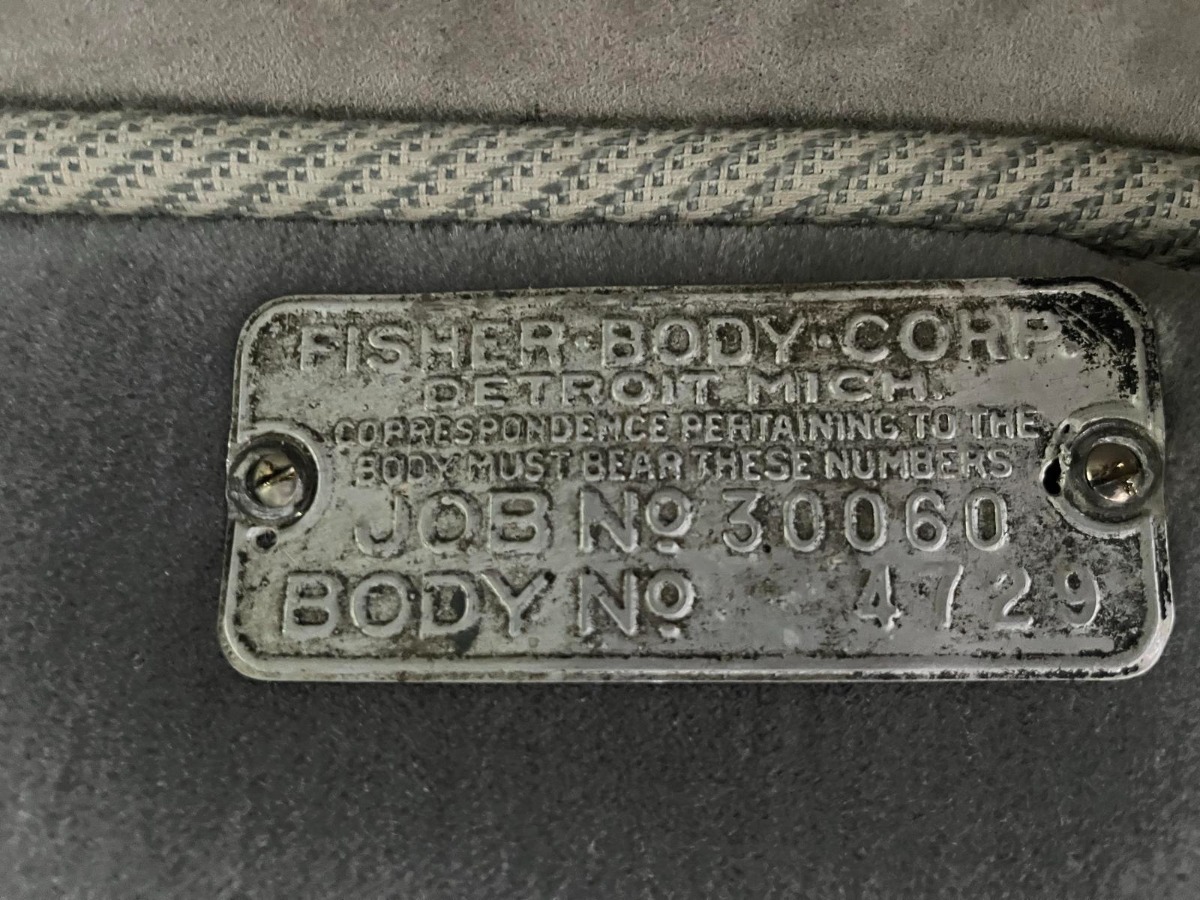 FISHER·BODY·CORP.
DETROIT MICH.
CORRESPONDENCE PERTAINING TO THE
BODY MUST BEAR THESE NUMBERS
JOB No 30060
BODY No 4729